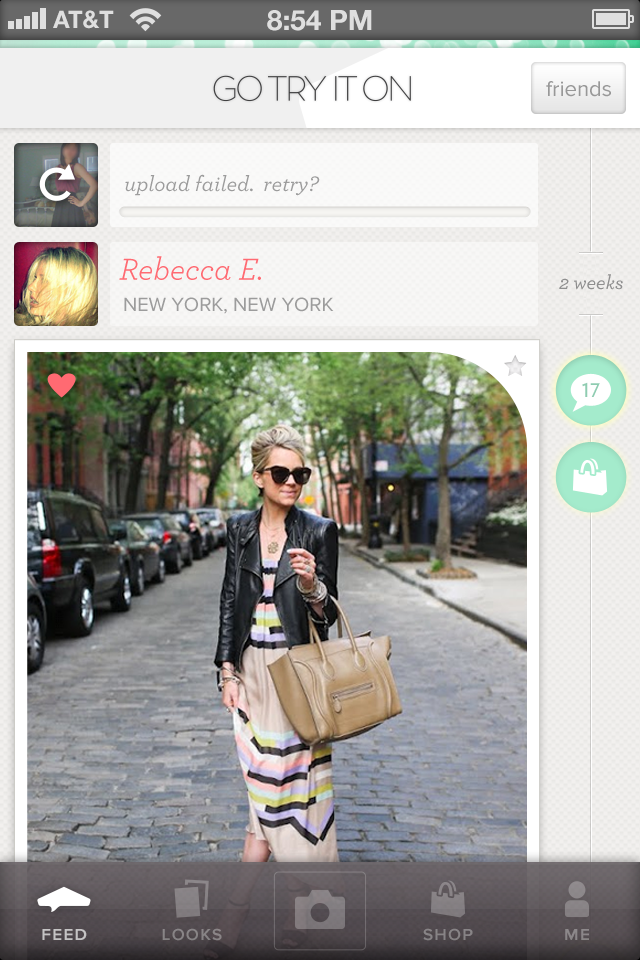 AT&T 8:54 PM
GO TRY IT ON
friends
upload failed. retry?
Rebecca E.
NEW YORK, NEW YORK
2 weeks
17
FEED LOOKS SHOP ME